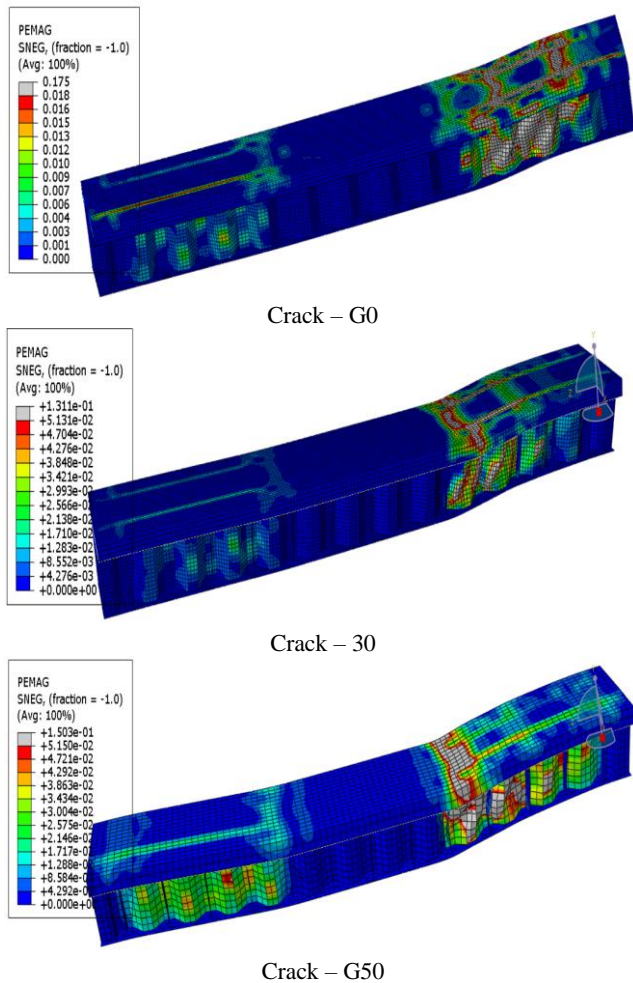 PEMAG
SNEG, (fraction = -1.0)
(Avg: 100%)
0.175
0.018
0.016
0.015
0.013
0.012
0.010
0.009
0.007
0.006
0.004
0.003
0.001
0.000
Crack – G0
PEMAG
SNEG, (fraction = -1.0)
(Avg: 100%)
+1.311e-01
+5.131e-02
+4.704e-02
+4.276e-02
+3.848e-02
+3.421e-02
+2.993e-02
+2.566e-02
+2.138e-02
+1.710e-02
+1.283e-02
+8.552e-03
+4.276e-03
+0.000e+00
Y
Z
Crack – 30
PEMAG
SNEG, (fraction = -1.0)
(Avg: 100%)
+1.503e-01
+5.150e-02
+4.721e-02
+4.292e-02
+3.863e-02
+3.434e-02
+3.004e-02
+2.575e-02
+2.146e-02
+1.717e-02
+1.288e-02
+8.584e-03
+4.292e-03
+0.000e+0
Crack – G50